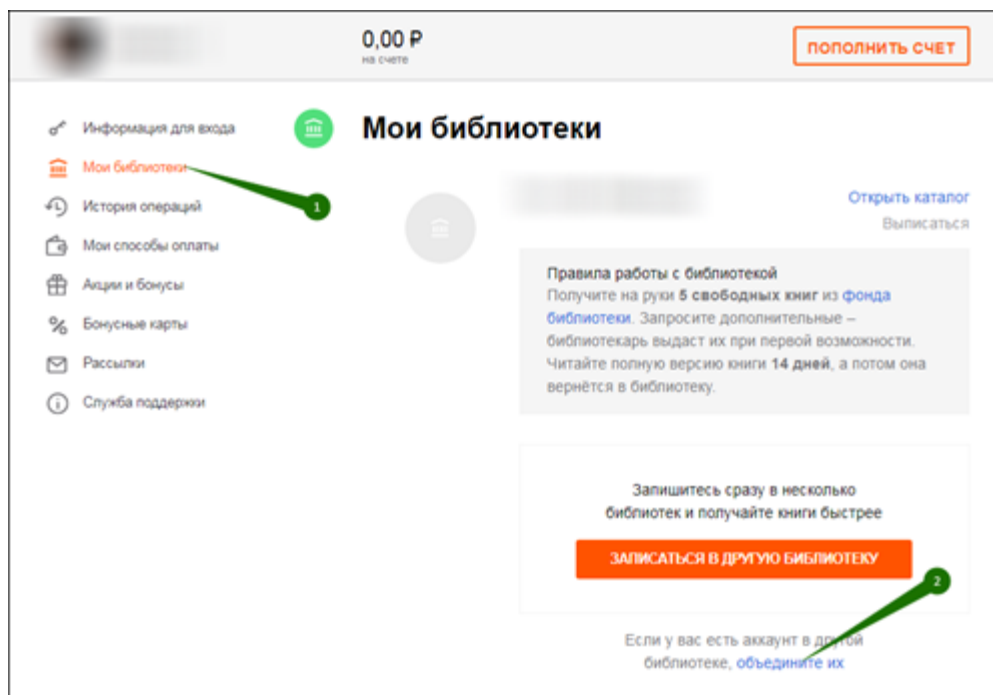 0,00 ₽
на счете
ПОПОЛНИТЬ СЧЕТ
Информация для входа
Мои библиотеки
История операций
Мои способы оплаты
Акции и бонусы
Бонусные карты
Рассылки
Служба поддержки
1
Мои библиотеки
Открыть каталог
Выписаться
Правила работы с библиотекой
Получите на руки 5 свободных книг из фонда
библиотеки. Запросите дополнительные –
библиотекарь выдаст их при первой возможности.
Читайте полную версию книги 14 дней, а потом она
вернётся в библиотеку.
Запишитесь сразу в несколько
библиотек и получайте книги быстрее
ЗАПИСАТЬСЯ В ДРУГУЮ БИБЛИОТЕКУ
2
Если у вас есть аккаунт в другой
библиотеке, объедините их